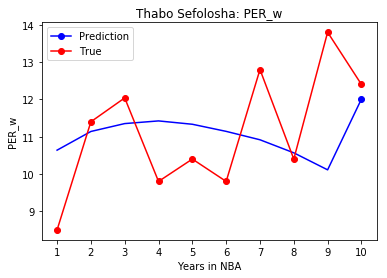 Thabo Sefolosha: PER_w
Prediction
True
14
13
12
11
10
9
PER_w
1 2 3 4 5 6 7 8 9 10
Years in NBA